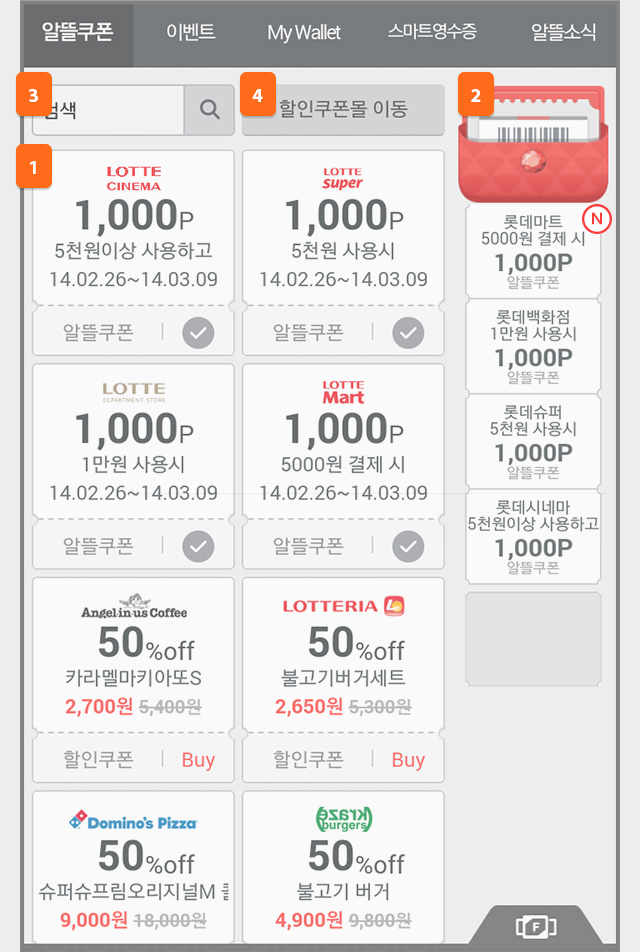 알뜰쿠폰
이벤트
My Wallet
스마트영수증
알뜰소식
3
검색
4
할인쿠폰몰 이동
2
1
LOTTE
CINEMA
1,000P
5천원이상 사용하고
14.02.26~14.03.09
알뜰쿠폰
LOTTE
super
1,000P
5천원 사용시
14.02.26~14.03.09
알뜰쿠폰
LOTTE
DEPARTMENT STORE
1,000P
1만원 사용시
14.02.26~14.03.09
알뜰쿠폰
LOTTE
Mart
1,000P
5000원 결제 시
14.02.26~14.03.09
알뜰쿠폰
Angel-in-us Coffee
50%off
카라멜마키아또S
2,700원 5,400원
할인쿠폰
Buy
LOTTERIA
50%off
불고기버거세트
2,650원 5,300원
할인쿠폰
Buy
Domino's Pizza
50%off
슈퍼슈프림오리지널M
9,000원 18,000원
kraze
burgers
50%off
불고기 버거
4,900원 9,800원
N
롯데마트
5000원 결제 시
1,000P
알뜰쿠폰
롯데백화점
1만원 사용시
1,000P
알뜰쿠폰
롯데슈퍼
5천원 사용시
1,000P
알뜰쿠폰
롯데시네마
5천원이상 사용하고
1,000P
알뜰쿠폰
F